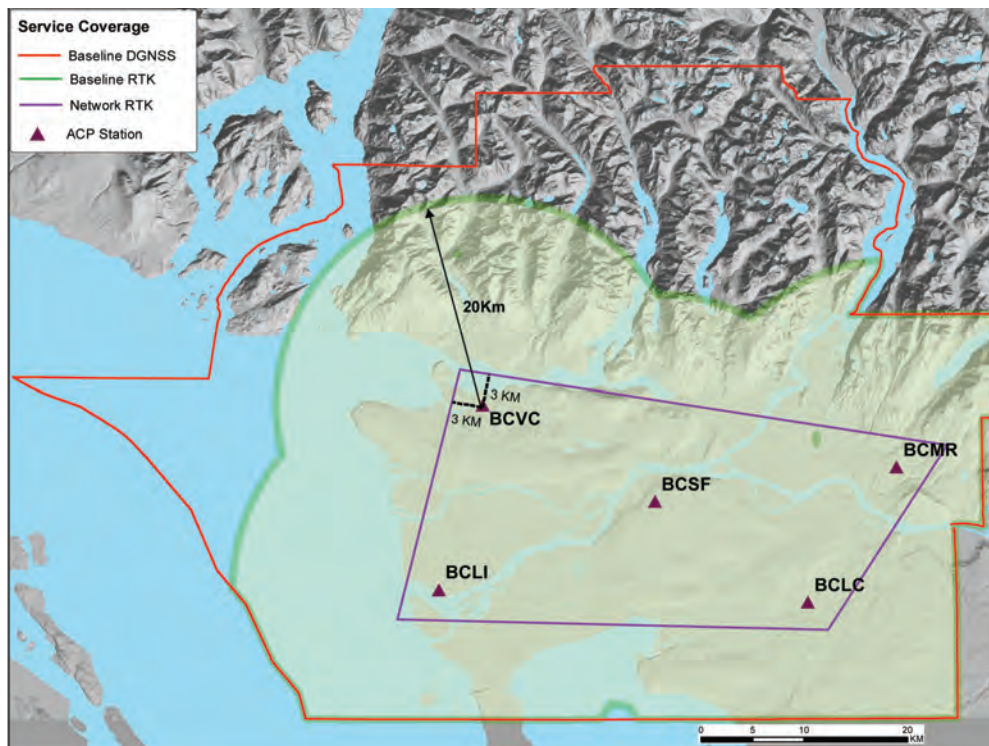 Service Coverage
Baseline DGNSS
Baseline RTK
Network RTK
ACP Station
20Km
3 KM
3 KM
BCVC
BCMR
BCSF
BCLI
BCLC
0 5 10 20
KM